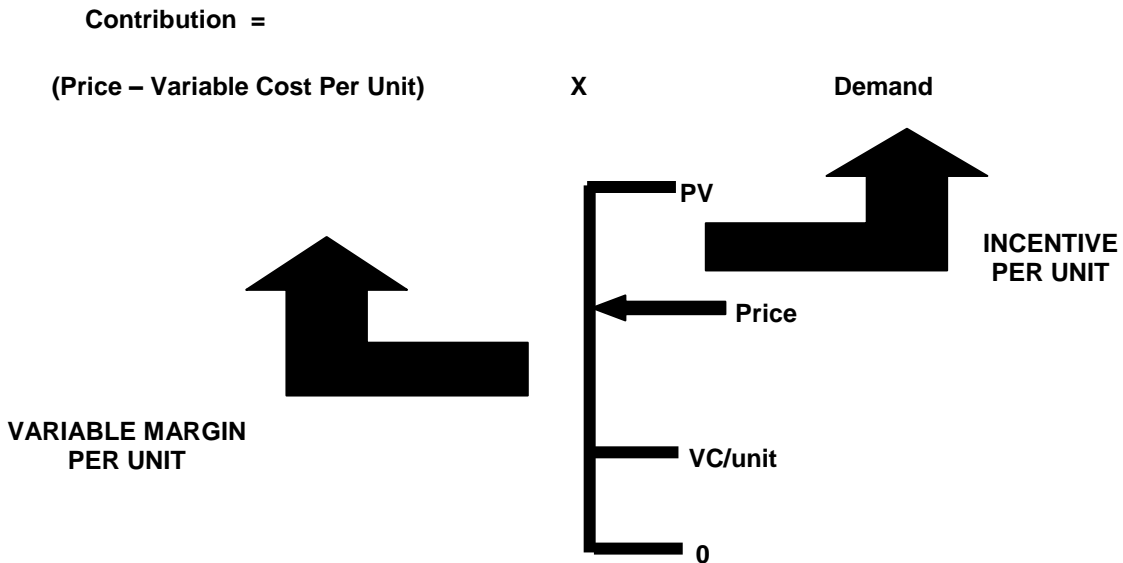 Contribution =
(Price – Variable Cost Per Unit) X Demand
PV
INCENTIVE
PER UNIT
Price
VARIABLE MARGIN
PER UNIT
VC/unit
0